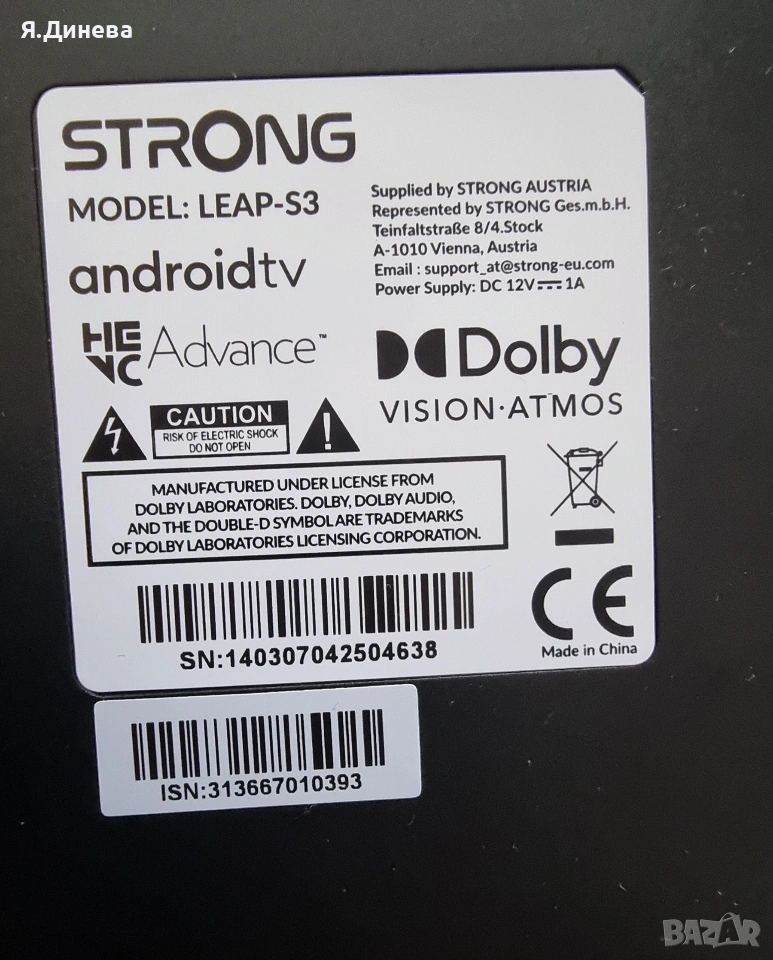 Я.Динева
STRONG
MODEL: LEAP-S3
androidtv
HEVC Advance™
Supplied by STRONG AUSTRIA
Represented by STRONG Ges.m.b.H.
Teinfaltstraße 8/4.Stock
A-1010 Vienna, Austria
Email : support_at@strong-eu.com
Power Supply: DC 12V⎓1A
Dolby
VISION·ATMOS
CAUTION
RISK OF ELECTRIC SHOCK
DO NOT OPEN
MANUFACTURED UNDER LICENSE FROM
DOLBY LABORATORIES. DOLBY, DOLBY AUDIO,
AND THE DOUBLE-D SYMBOL ARE TRADEMARKS
OF DOLBY LABORATORIES LICENSING CORPORATION.
CE
Made in China
SN:140307042504638
ISN:313667010393
BAZAR